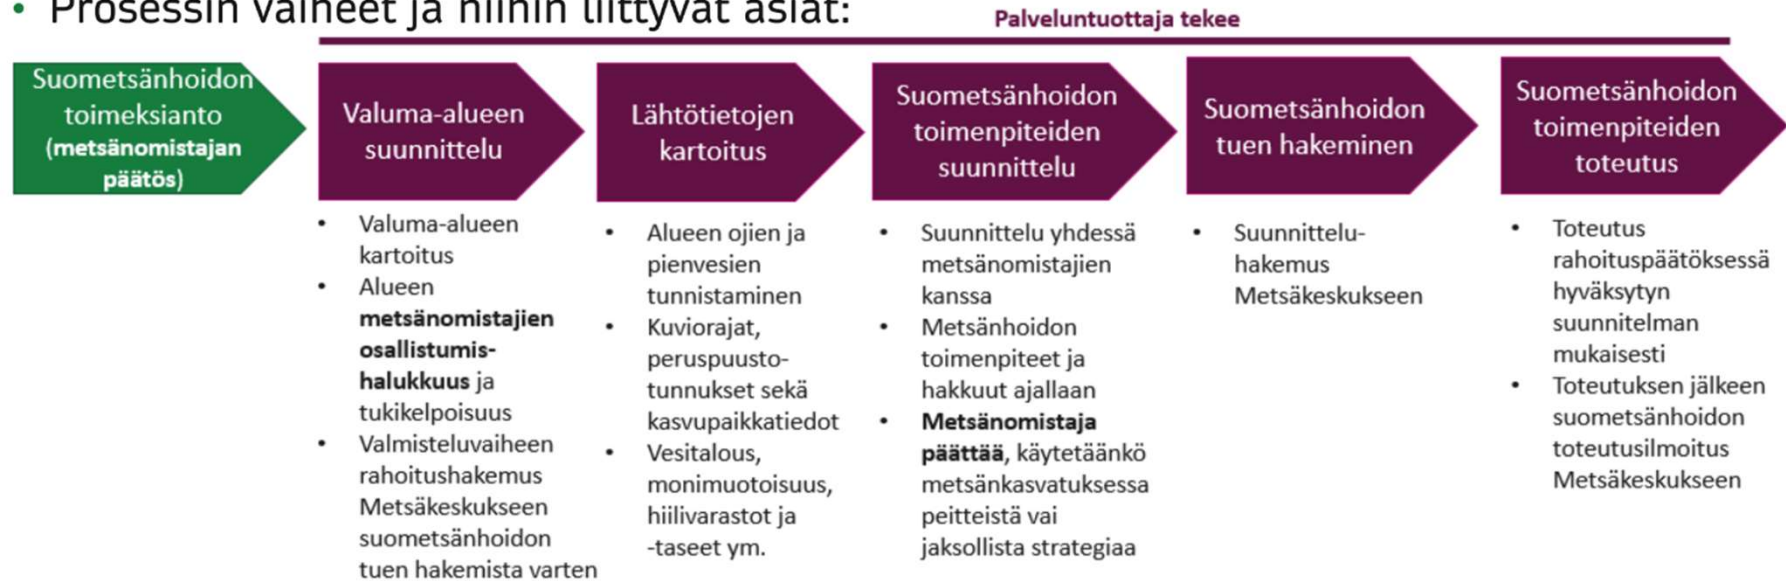 • Prosessin vaiheet ja niihin liittyvät asiat:
Palveluntuottaja tekee
Suometsänhoidon
toimeksianto
(metsänomistajan
päätös)
Valuma-alueen
suunnittelu
• Valuma-alueen
kartoitus
• Alueen
metsänomistajien
osallistumis-
halukkuus ja
tukikelpoisuus
• Valmisteluvaiheen
rahoitushakemus
Metsäkeskukseen
suometsänhoidon
tuen hakemista varten
Lähtötietojen
kartoitus
• Alueen ojien ja
pienvesien
tunnistaminen
• Kuviorajat,
peruspuusto-
tunnukset sekä
kasvupaikkatiedot
• Vesitalous,
monimuotoisuus,
hiilivarastot ja
-taseet ym.
Suometsänhoidon
toimenpiteiden
suunnittelu
• Suunnittelu yhdessä
metsänomistajien
kanssa
• Metsänhoidon
toimenpiteet ja
hakkuut ajallaan
• Metsänomistaja
päättää, käytetäänkö
metsänkasvatuksessa
peitteistä vai
jaksollista strategiaa
Suometsänhoidon
tuen hakeminen
• Suunnittelu-
hakemus
Metsäkeskukseen
Suometsänhoidon
toimenpiteiden
toteutus
• Toteutus
rahoituspäätöksessä
hyväksytyn
suunnitelman
mukaisesti
• Toteutuksen jälkeen
suometsänhoidon
toteutusilmoitus
Metsäkeskukseen